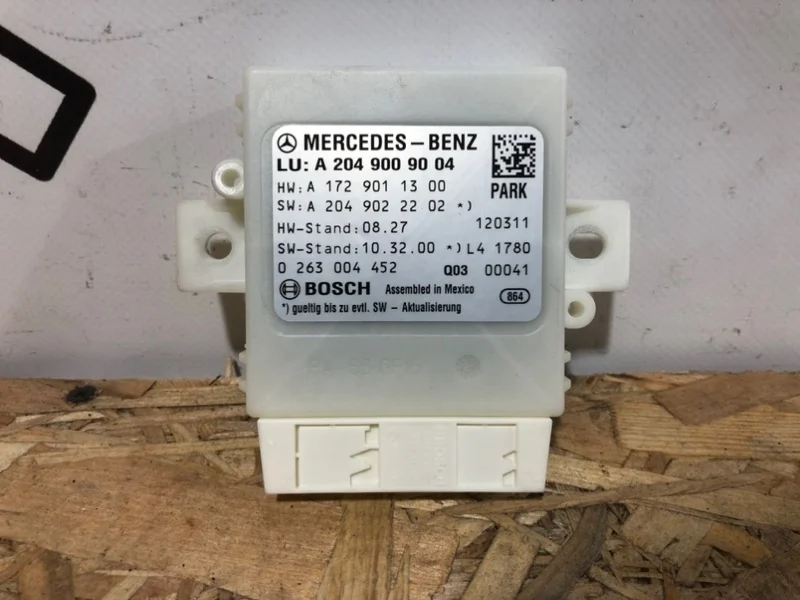 MERCEDES-BENZ
LU: A 204 900 90 04
HW: A 172 901 13 00
PARK
SW: A 204 902 22 02 *)
HW-Stand: 08.27 120311
SW-Stand: 10.32.00 *) L4 1780
0 263 004 452 Q03 00041
BOSCH Assembled in Mexico 864
*) gueltig bis zu evtl. SW - Aktualisierung